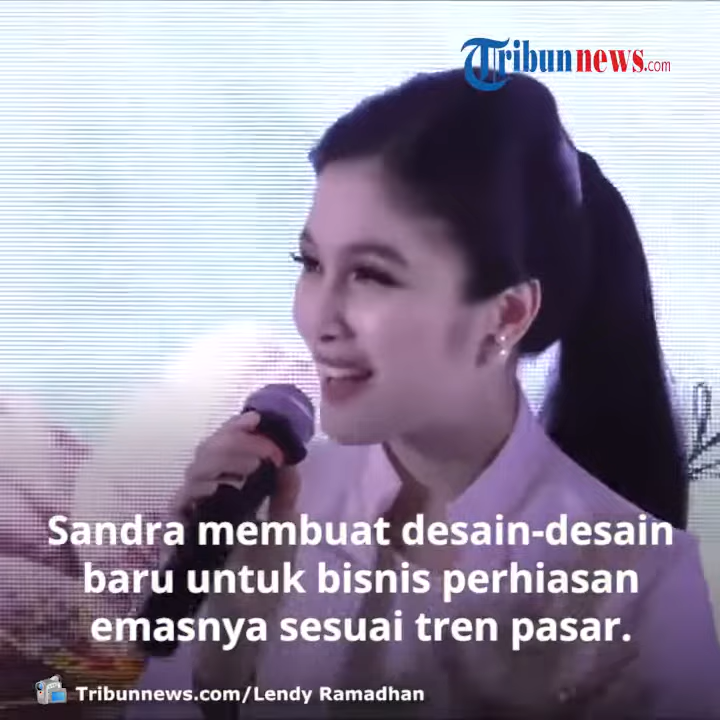 Tribunnews.com
Sandra membuat desain-desain
baru untuk bisnis perhiasan
emasnya sesuai tren pasar.
Tribunnews.com/Lendy Ramadhan